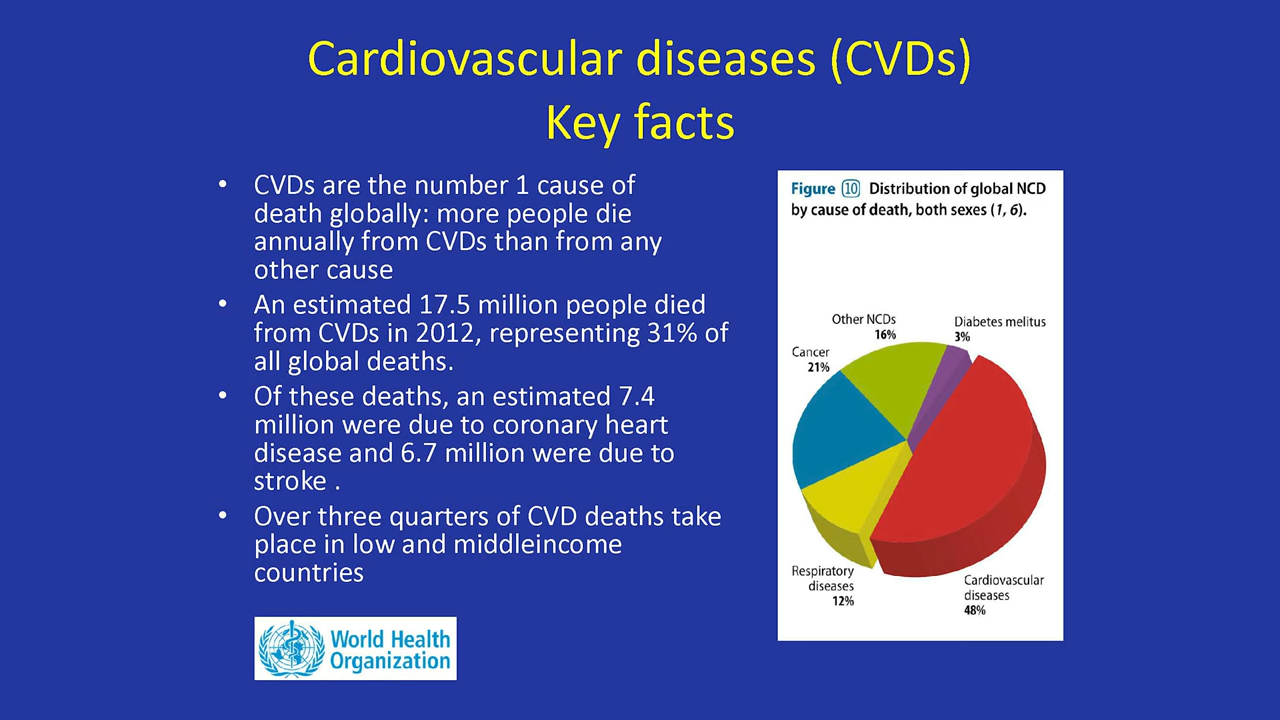 Cardiovascular diseases (CVDs)
Key facts
• CVDs are the number 1 cause of
death globally: more people die
annually from CVDs than from any
other cause
• An estimated 17.5 million people died
from CVDs in 2012, representing 31% of
all global deaths.
• Of these deaths, an estimated 7.4
million were due to coronary heart
disease and 6.7 million were due to
stroke .
• Over three quarters of CVD deaths take
place in low and middleincome
countries
World Health
Organization
Figure 10 Distribution of global NCD
by cause of death, both sexes (1, 6).
Other NCDs
16%
Diabetes melitus
3%
Cancer
21%
Respiratory
diseases
12%
Cardiovascular
diseases
48%